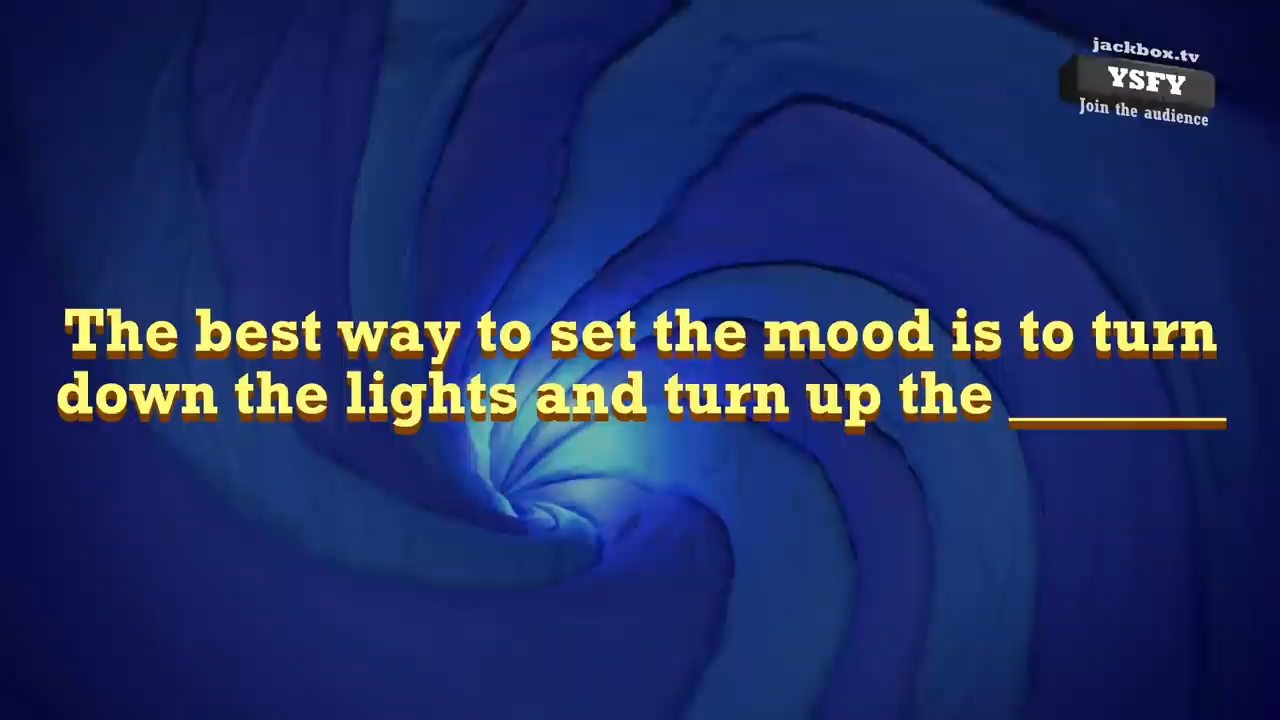 jackbox.tv
YSFY
Join the audience
The best way to set the mood is to turn
down the lights and turn up the ________